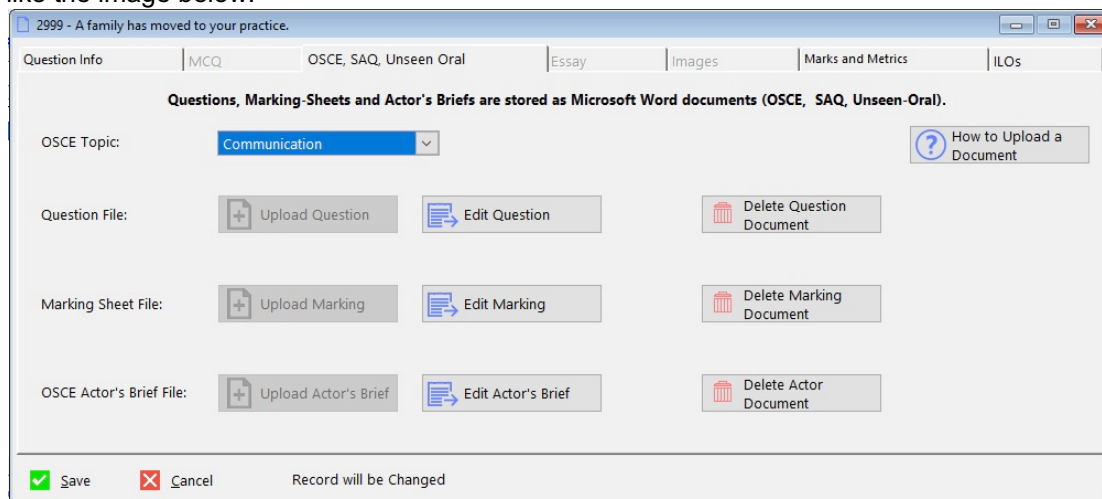 like the image below.
2999 - A family has moved to your practice.
Question Info MCQ OSCE, SAQ, Unseen Oral Essay Images Marks and Metrics ILOs
Questions, Marking-Sheets and Actor's Briefs are stored as Microsoft Word documents (OSCE, SAQ, Unseen-Oral).
OSCE Topic: Communication
? How to Upload a
Document
Question File: Upload Question Edit Question
Delete Question
Document
Marking Sheet File: Upload Marking Edit Marking
Delete Marking
Document
OSCE Actor's Brief File: Upload Actor's Brief Edit Actor's Brief
Delete Actor
Document
Save Cancel Record will be Changed